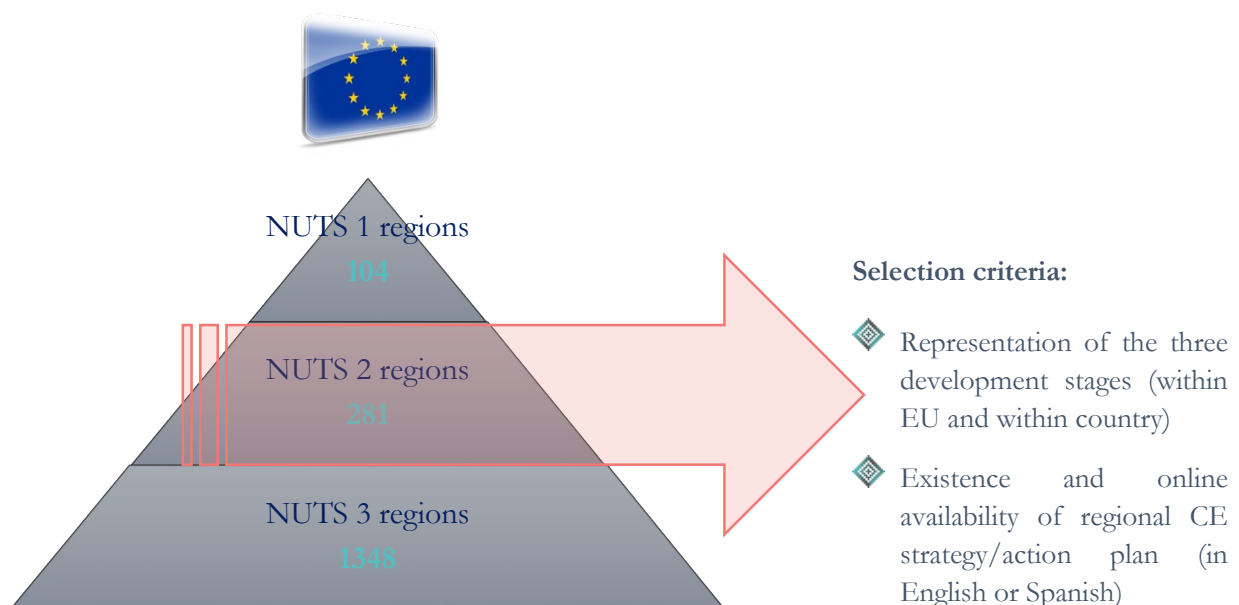 NUTS 1 regions
104
NUTS 2 regions
281
NUTS 3 regions
1348
Selection criteria:
Representation of the three
development stages (within
EU and within country)
Existence and online
availability of regional CE
strategy/action plan (in
English or Spanish)